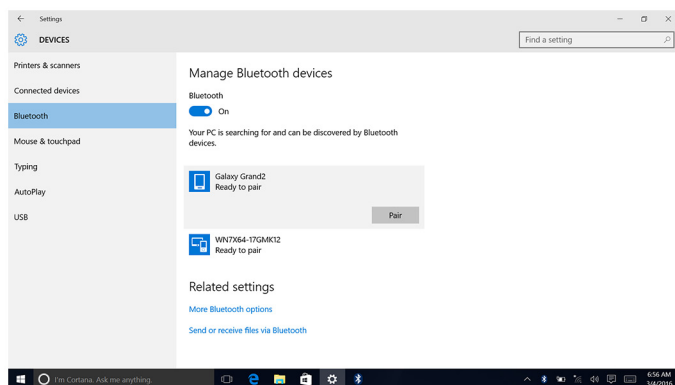 Settings
DEVICES
Find a setting
Printers & scanners
Connected devices
Bluetooth
Mouse & touchpad
Typing
AutoPlay
USB
Manage Bluetooth devices
Bluetooth
On
Your PC is searching for and can be discovered by Bluetooth
devices.
Galaxy Grand2
Ready to pair
Pair
WN7X64-17GMK12
Ready to pair
Related settings
More Bluetooth options
Send or receive files via Bluetooth
I'm Cortana. Ask me anything.
6:56 AM
3/4/2016